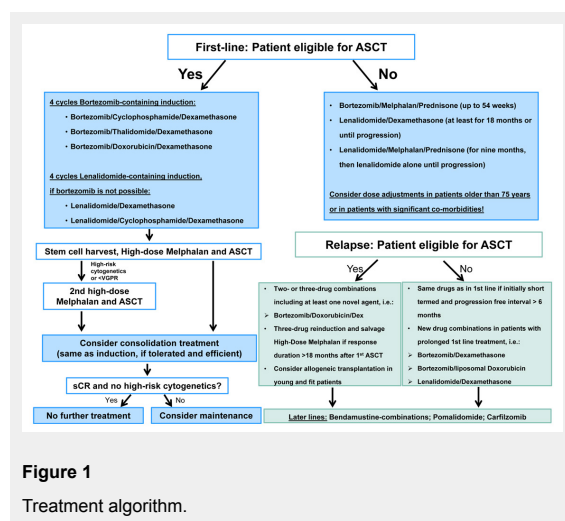 First-line: Patient eligible for ASCT
Yes
No
4 cycles Bortezomib-containing induction:
• Bortezomib/Cyclophosphamide/Dexamethasone
• Bortezomib/Thalidomide/Dexamethasone
• Bortezomib/Doxorubicin/Dexamethasone
4 cycles Lenalidomide-containing induction,
if bortezomib is not possible:
• Lenalidomide/Dexamethasone
• Lenalidomide/Cyclophosphamide/Dexamethasone
• Bortezomib/Melphalan/Prednisone (up to 54 weeks)
• Lenalidomide/Dexamethasone (at least for 18 months or
until progression)
• Lenalidomide/Melphalan/Prednisone (for nine months,
then lenalidomide alone until progression)
Consider dose adjustments in patients older than 75 years
or in patients with significant co-morbidities!
Stem cell harvest, High-dose Melphalan and ASCT
High-risk
cytogenetics
or <VGPR
2nd high-dose
Melphalan and ASCT
Consider consolidation treatment
(same as induction, if tolerated and efficient)
sCR and no high-risk cytogenetics?
Yes
No
No further treatment
Consider maintenance
Relapse: Patient eligible for ASCT
Yes
No
• Two- or three-drug combinations
including at least one novel agent, i.e.:
➢ Bortezomib/Doxorubicin/Dex
• Three-drug reinduction and salvage
High-Dose Melphalan if response
duration >18 months after 1st ASCT
• Consider allogeneic transplantation in
young and fit patients
• Same drugs as in 1st line if initially short
termed and progression free interval > 6
months
• New drug combinations in patients with
prolonged 1st line treatment, i.e.:
➢ Bortezomib/Dexamethasone
➢ Bortezomib/liposomal Doxorubicin
➢ Lenalidomide/Dexamethasone
Later lines: Bendamustine-combinations; Pomalidomide; Carfilzomib
Figure 1
Treatment algorithm.